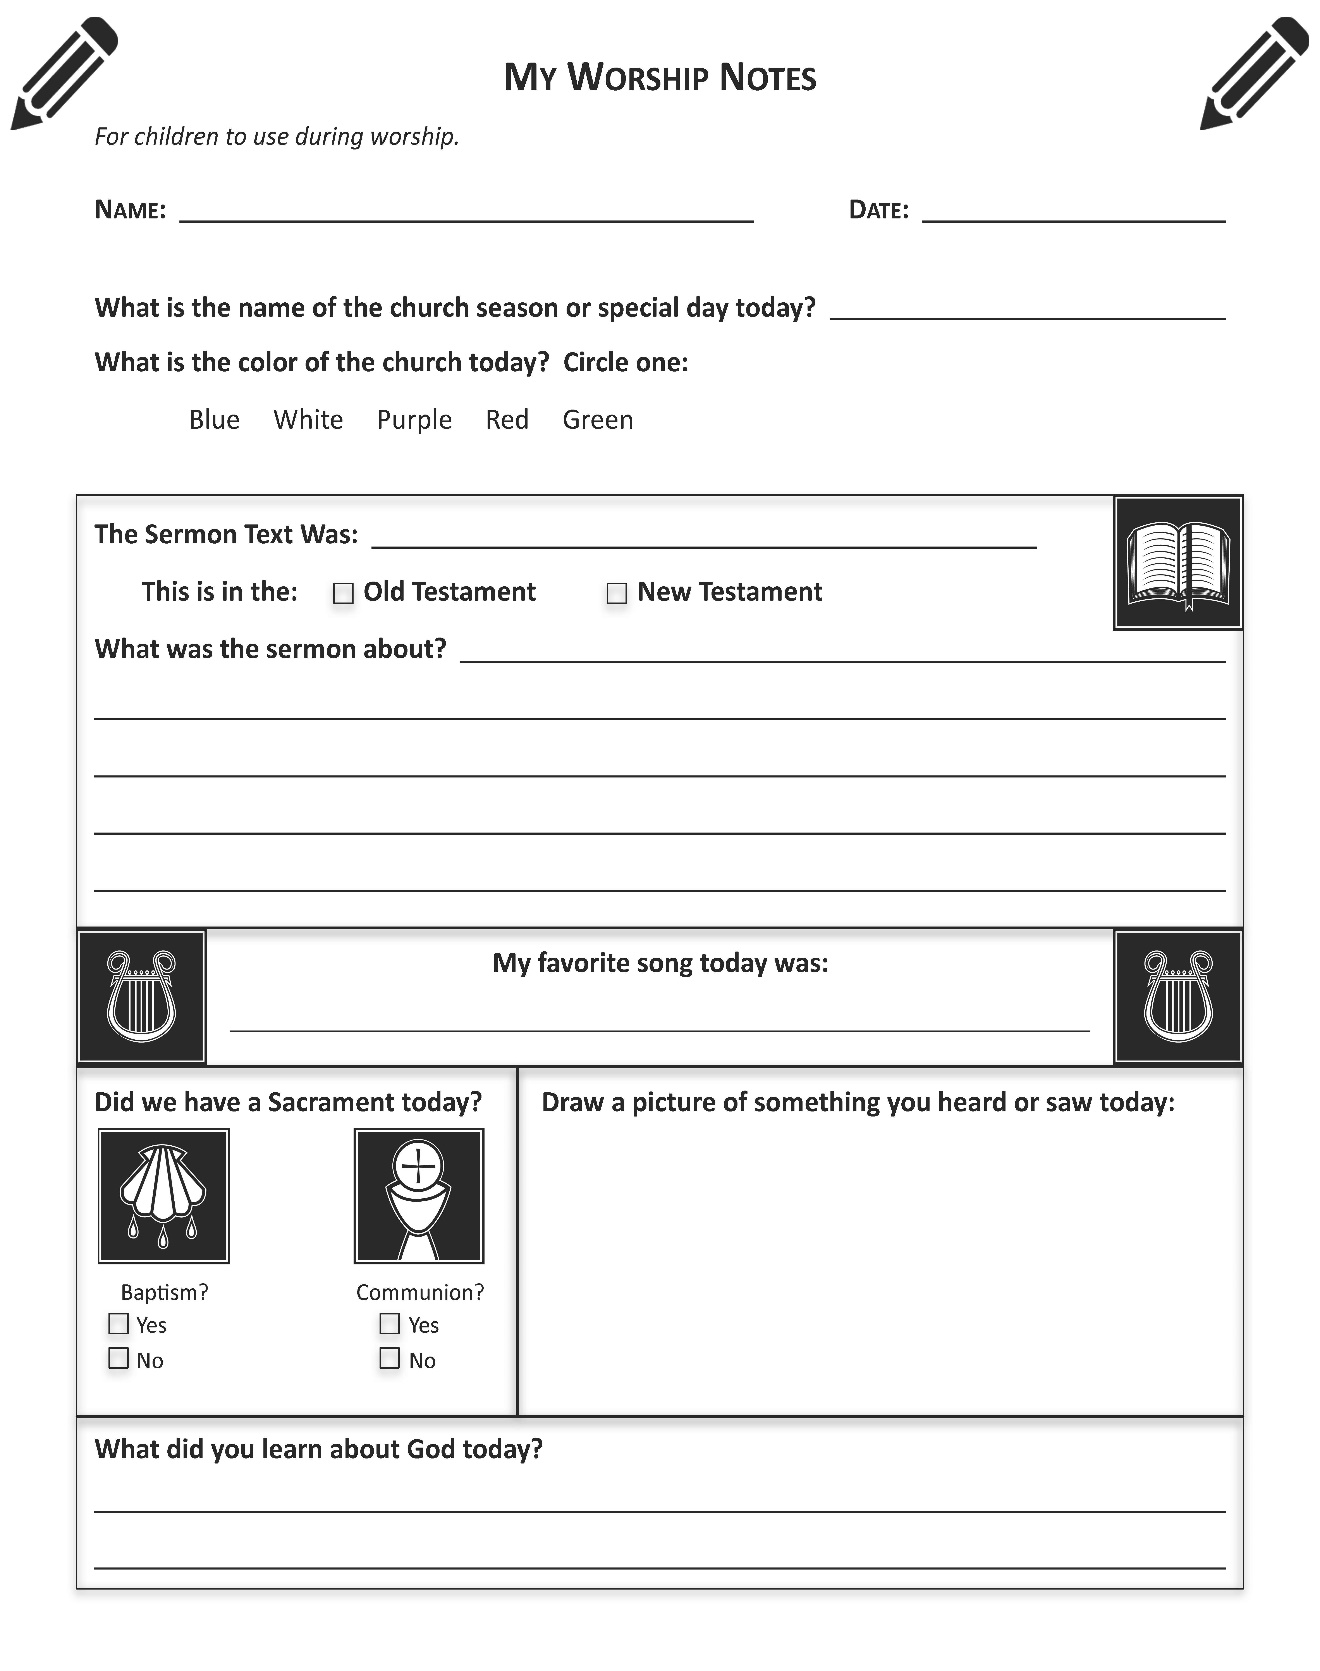 MY WORSHIP NOTES
For children to use during worship.
NAME: DATE:
What is the name of the church season or special day today?
What is the color of the church today? Circle one:
Blue White Purple Red Green
The Sermon Text Was:
This is in the: Old Testament New Testament
What was the sermon about?
My favorite song today was:
Did we have a Sacrament today?
Baptism? Communion?
Yes Yes
No No
Draw a picture of something you heard or saw today:
What did you learn about God today?